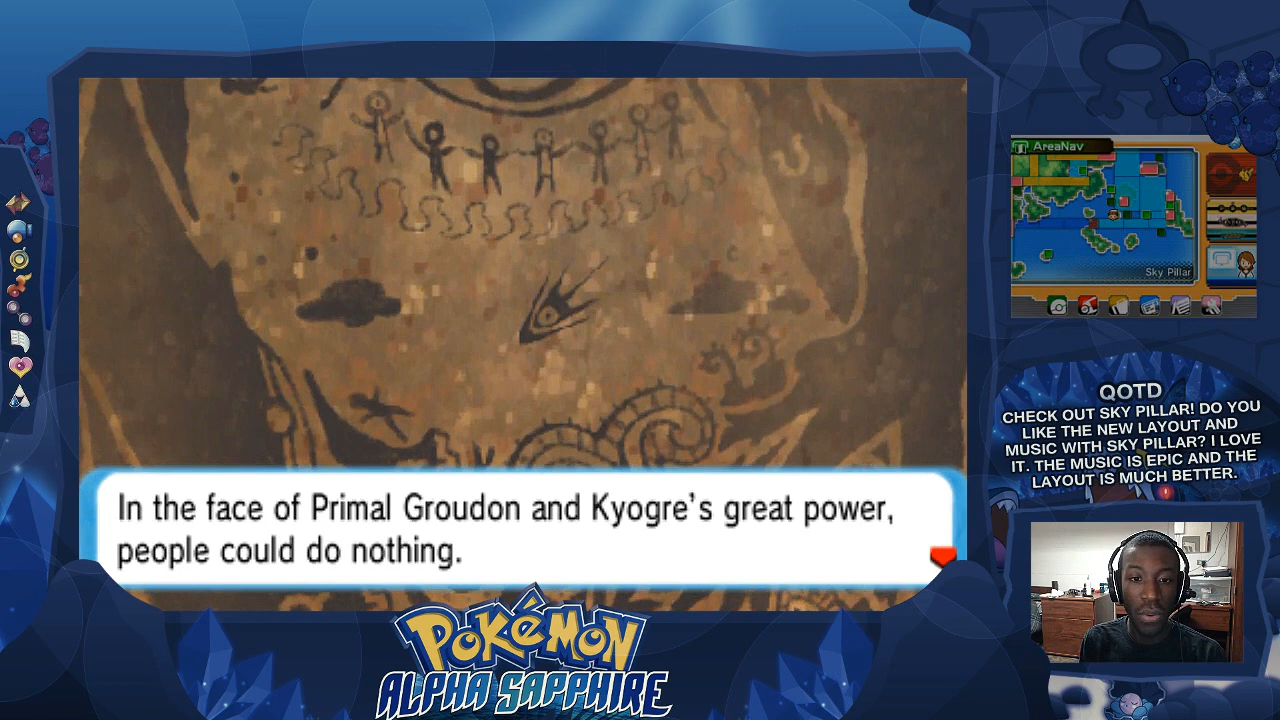 AreaNav
Sky Pillar
QOTD
CHECK OUT SKY PILLAR! DO YOU
LIKE THE NEW LAYOUT AND
MUSIC WITH SKY PILLAR? I LOVE
IT. THE MUSIC IS EPIC AND THE
LAYOUT IS MUCH BETTER.
In the face of Primal Groudon and Kyogre's great power,
people could do nothing.
POKéMON
ALPHA SAPPHIRE